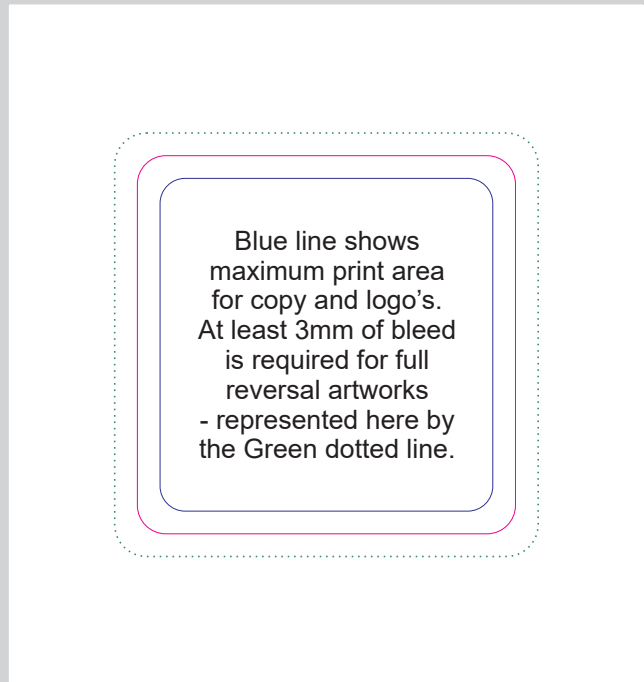 Blue line shows
maximum print area
for copy and logo’s.
At least 3mm of bleed
is required for full
reversal artworks
- represented here by
the Green dotted line.